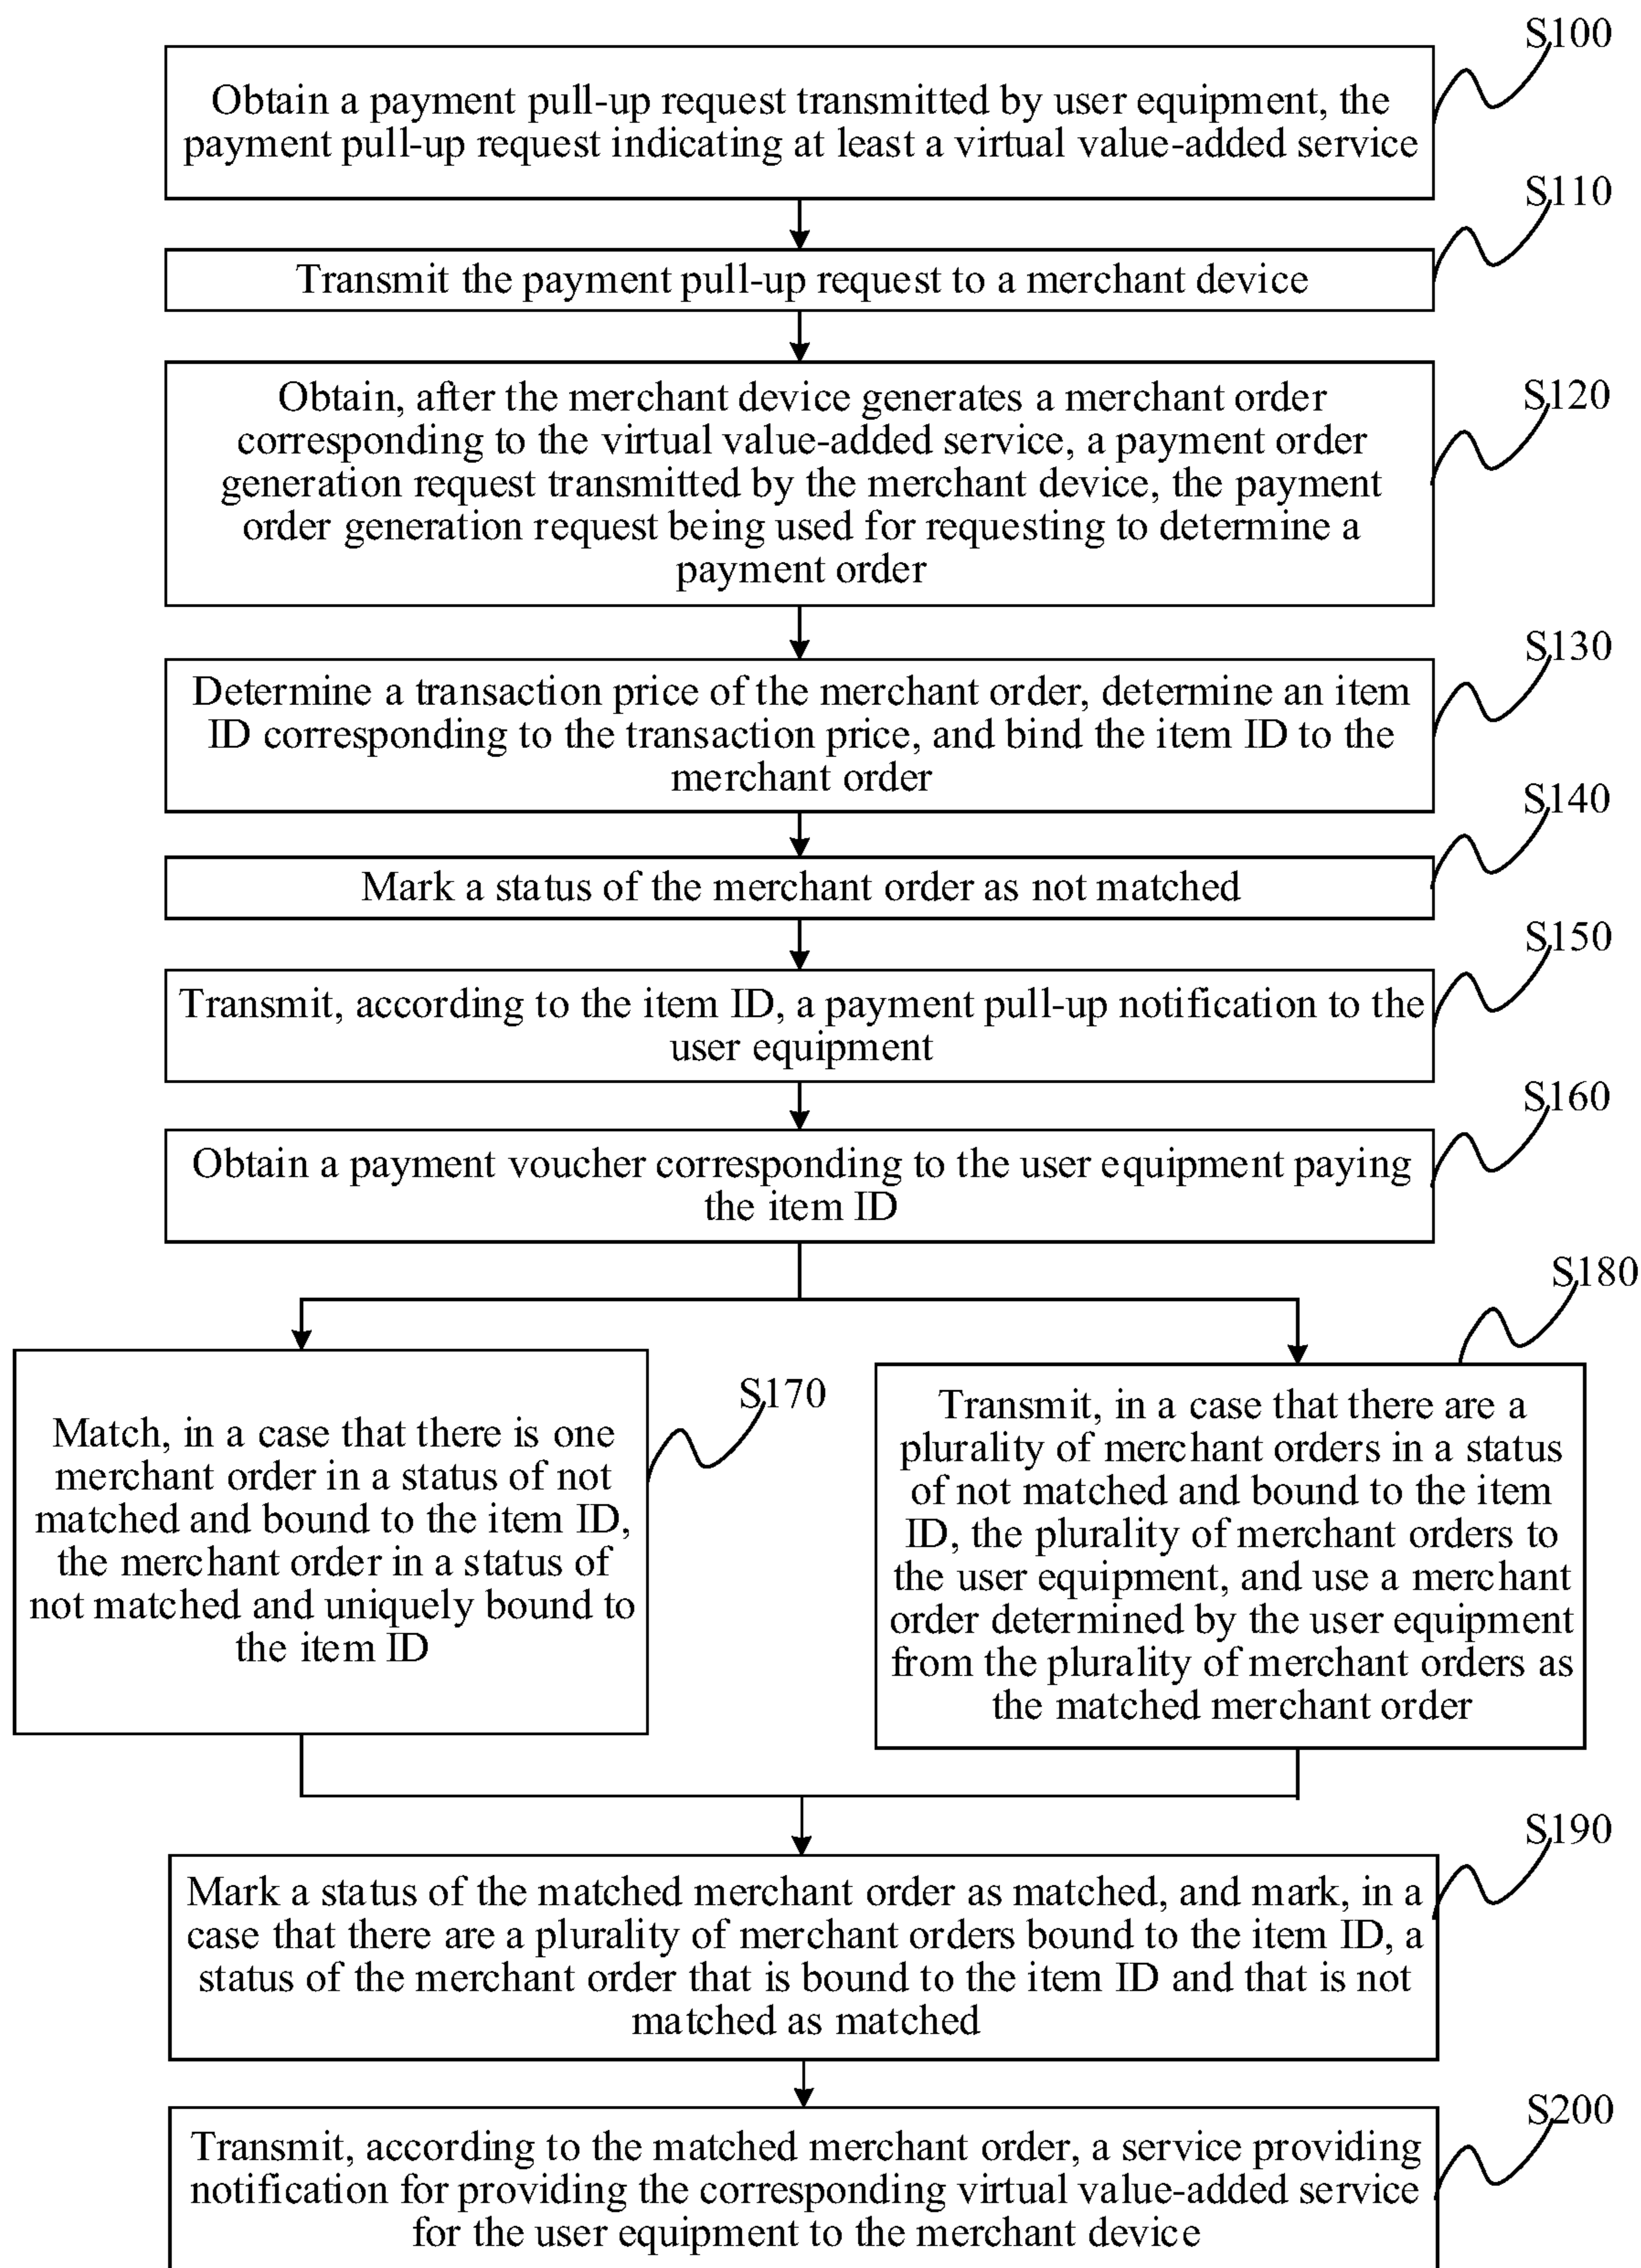 S100
Obtain a payment pull-up request transmitted by user equipment, the
payment pull-up request indicating at least a virtual value-added service
S110
Transmit the payment pull-up request to a merchant device
S120
Obtain, after the merchant device generates a merchant order
corresponding to the virtual value-added service, a payment order
generation request transmitted by the merchant device, the payment
order generation request being used for requesting to determine a
payment order
S130
Determine a transaction price of the merchant order, determine an item
ID corresponding to the transaction price, and bind the item ID to the
merchant order
S140
Mark a status of the merchant order as not matched
S150
Transmit, according to the item ID, a payment pull-up notification to the
user equipment
S160
Obtain a payment voucher corresponding to the user equipment paying
the item ID
S170
Match, in a case that there is one
merchant order in a status of not
matched and bound to the item ID,
the merchant order in a status of
not matched and uniquely bound to
the item ID
S180
Transmit, in a case that there are a
plurality of merchant orders in a status
of not matched and bound to the item
ID, the plurality of merchant orders to
the user equipment, and use a merchant
order determined by the user equipment
from the plurality of merchant orders as
the matched merchant order
S190
Mark a status of the matched merchant order as matched, and mark, in a
case that there are a plurality of merchant orders bound to the item ID, a
status of the merchant order that is bound to the item ID and that is not
matched as matched
S200
Transmit, according to the matched merchant order, a service providing
notification for providing the corresponding virtual value-added service
for the user equipment to the merchant device